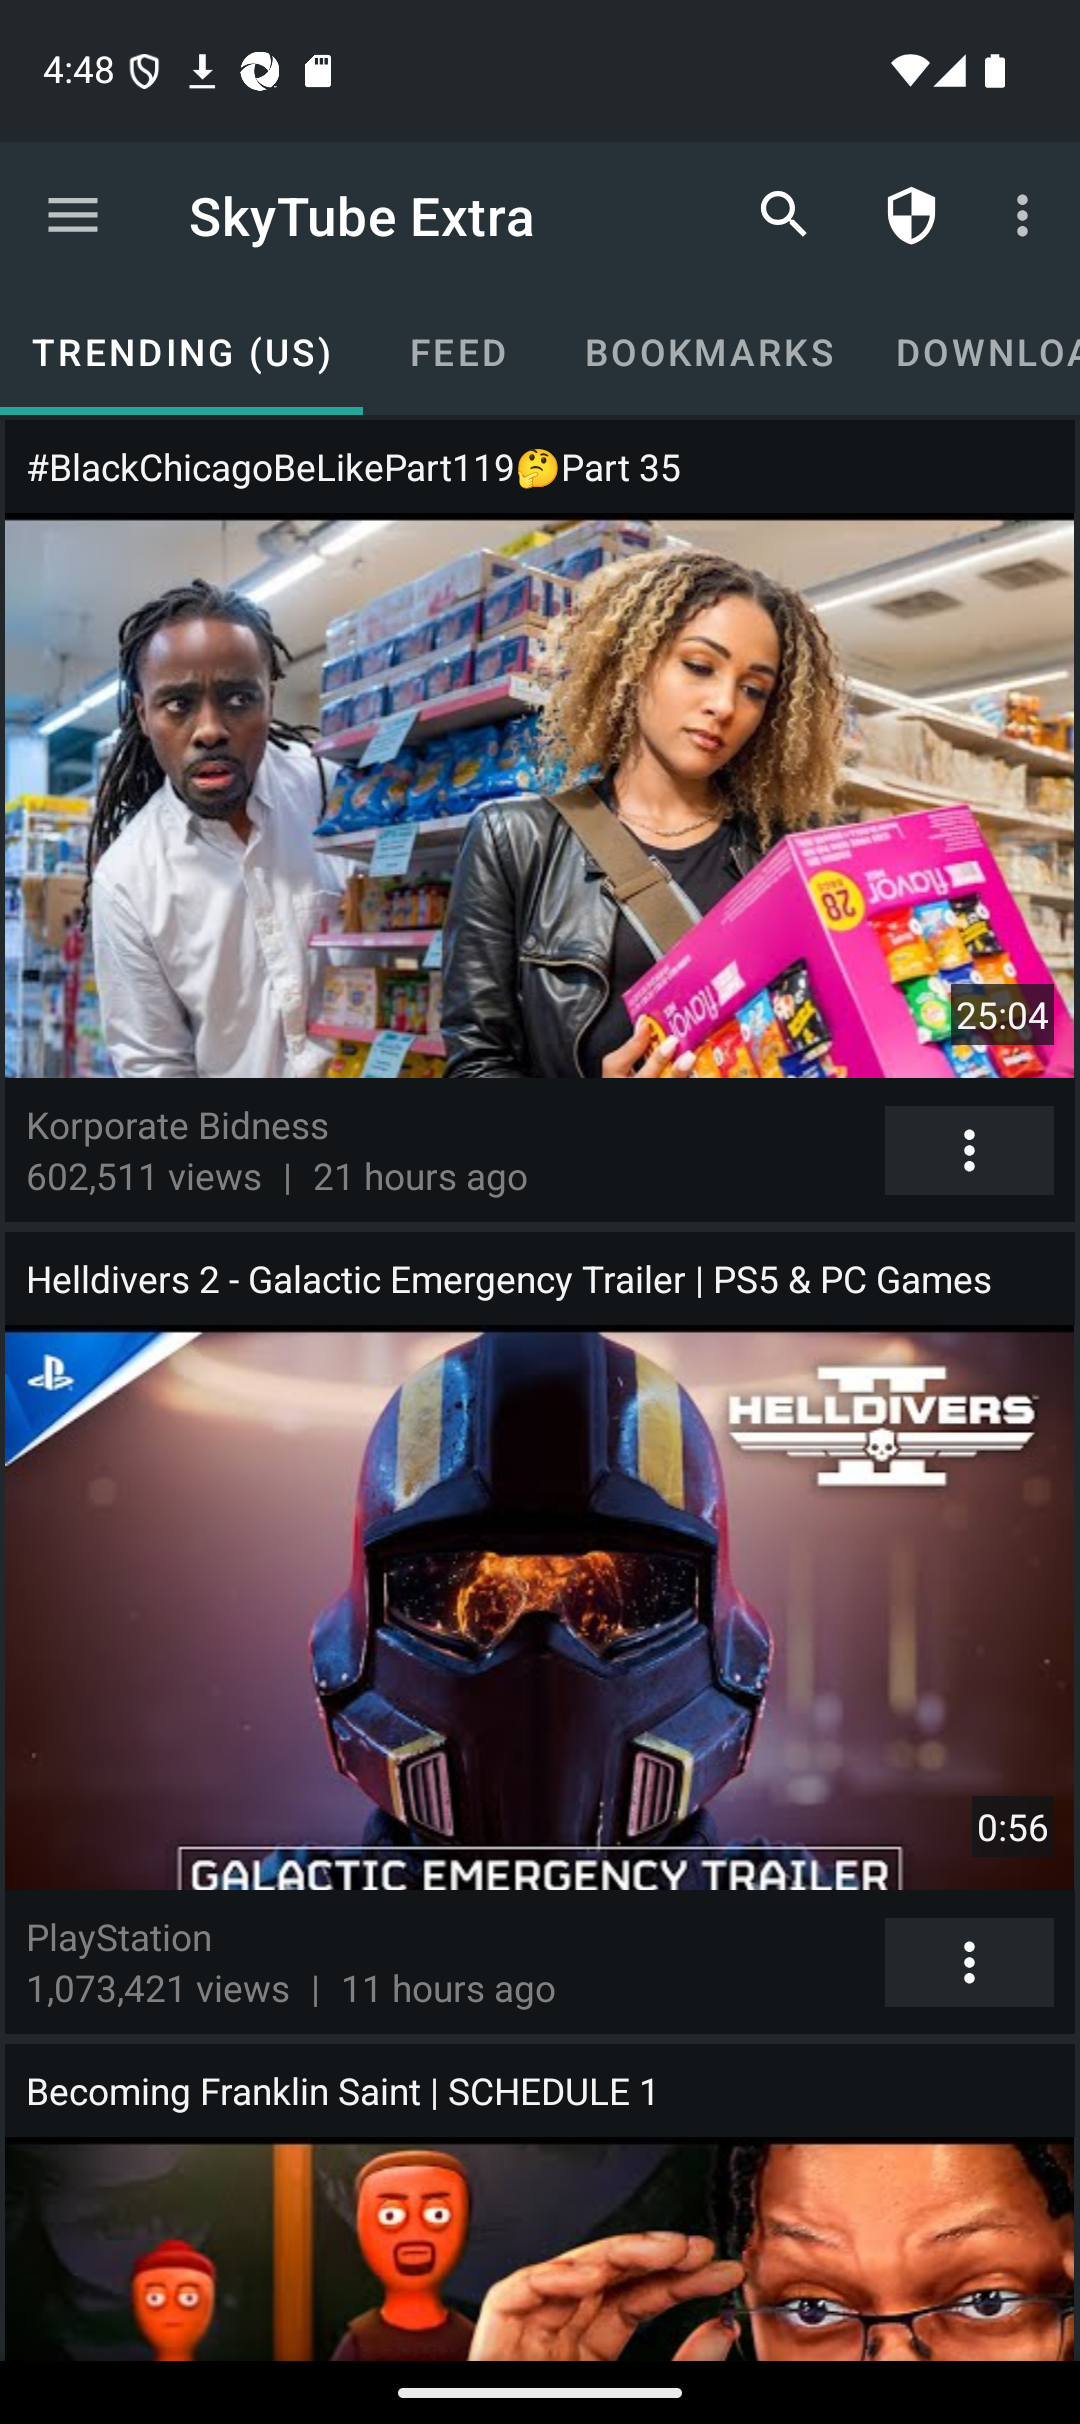 4:48
SkyTube Extra
TRENDING (US)
FEED
BOOKMARKS
DOWNLOA
#BlackChicagoBeLikePart119🤔Part 35
flavor
28
flavor
25:04
Korporate Bidness
602,511 views | 21 hours ago
Helldivers 2 - Galactic Emergency Trailer | PS5 & PC Games
HELLDIVERS
II
0:56
GALACTIC EMERGENCY TRAILER
PlayStation
1,073,421 views | 11 hours ago
Becoming Franklin Saint | SCHEDULE 1